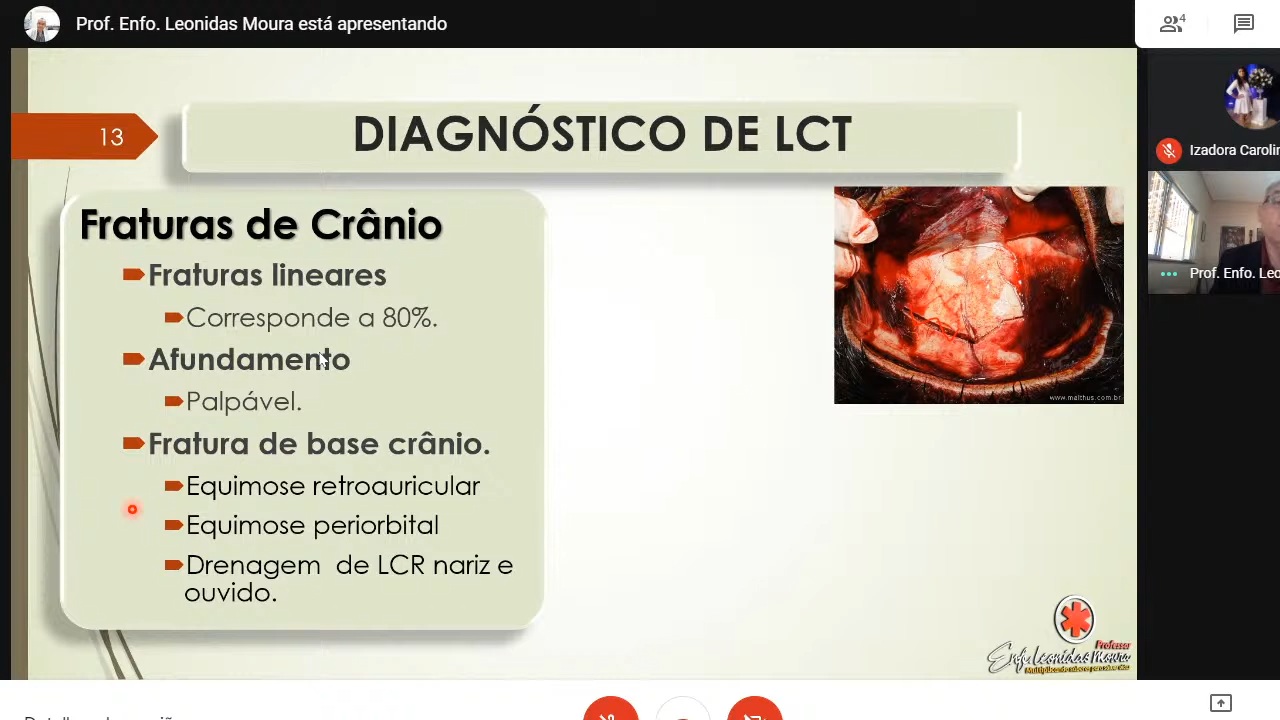 Prof. Enfo. Leonidas Moura está apresentando
4
13
DIAGNÓSTICO DE LCT
Fraturas de Crânio
Fraturas lineares
Corresponde a 80%.
Afundamento
Palpável.
Fratura de base crânio.
Equimose retroauricular
Equimose periorbital
Drenagem de LCR nariz e
ouvido.
www.malthus.com.br
Izadora Carolin
Prof. Enfo. Leo
Professor
Enfº Leonidas Moura